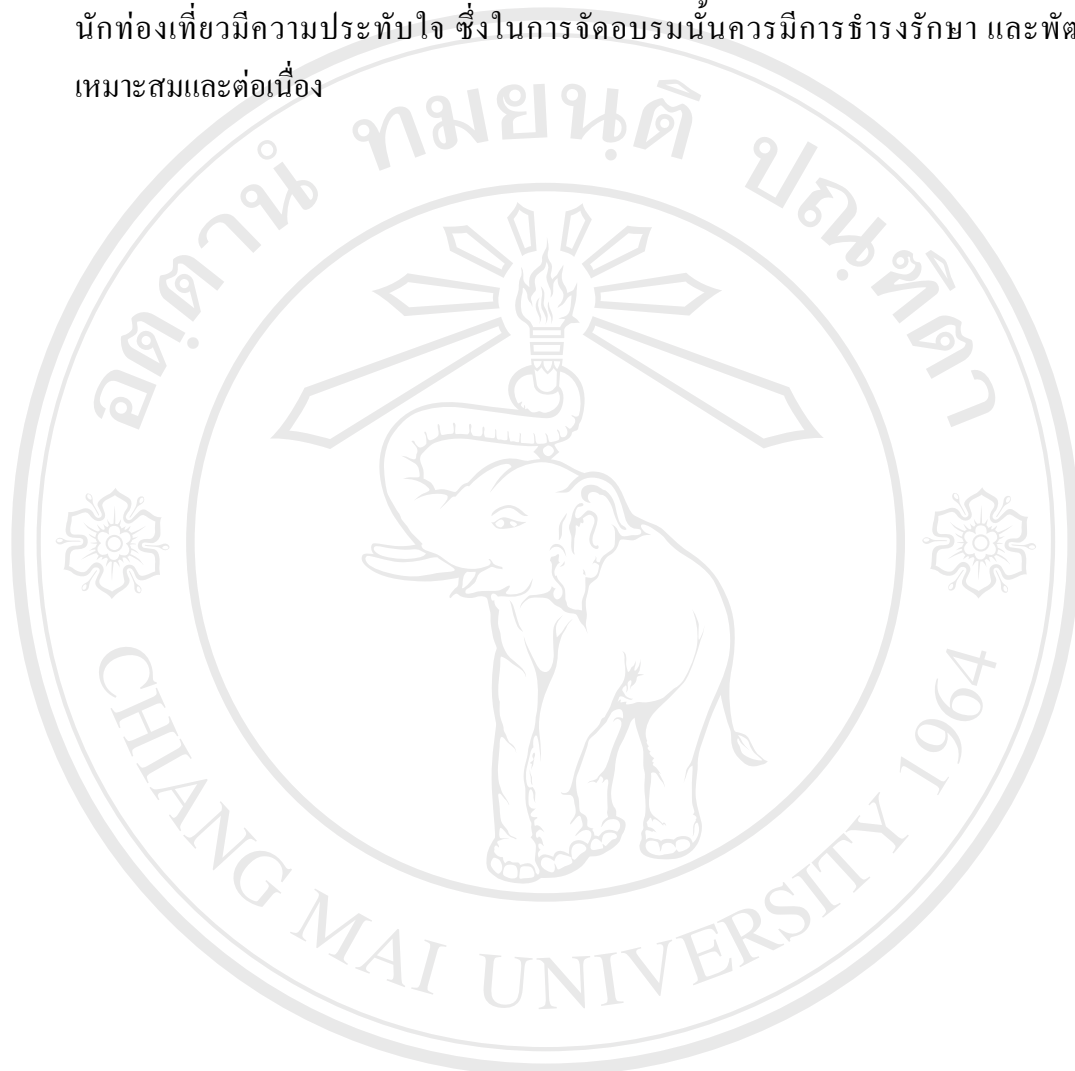 นักท่องเที่ยวมีความประทับใจ ซึ่งในการจัดอบรมนั้นควรมีการธำรงรักษา และพัต
เหมาะสมและต่อเนื่อง
อตฺตานํ ทมยนฺติ ปณฺฑิตา
CHIANG MAI UNIVERSITY 1964